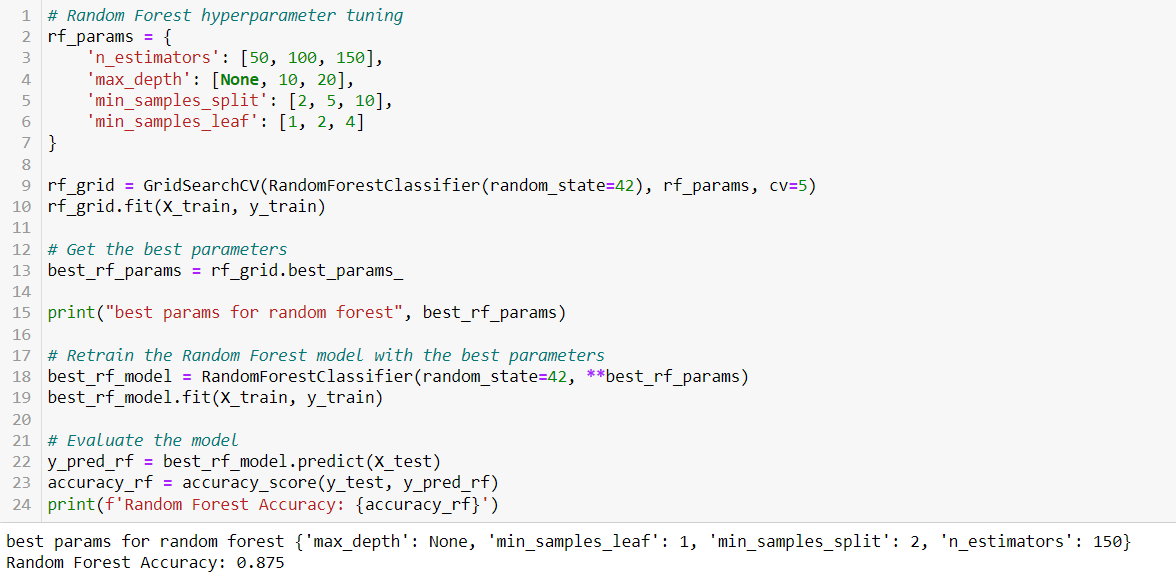 1 # Random Forest hyperparameter tuning
2 rf_params = {
3     'n_estimators': [50, 100, 150],
4     'max_depth': [None, 10, 20],
5     'min_samples_split': [2, 5, 10],
6     'min_samples_leaf': [1, 2, 4]
7 }
8
9 rf_grid = GridSearchCV(RandomForestClassifier(random_state=42), rf_params, cv=5)
10 rf_grid.fit(X_train, y_train)
11
12 # Get the best parameters
13 best_rf_params = rf_grid.best_params_
14
15 print("best params for random forest", best_rf_params)
16
17 # Retrain the Random Forest model with the best parameters
18 best_rf_model = RandomForestClassifier(random_state=42, **best_rf_params)
19 best_rf_model.fit(X_train, y_train)
20
21 # Evaluate the model
22 y_pred_rf = best_rf_model.predict(X_test)
23 accuracy_rf = accuracy_score(y_test, y_pred_rf)
24 print(f'Random Forest Accuracy: {accuracy_rf}')
best params for random forest {'max_depth': None, 'min_samples_leaf': 1, 'min_samples_split': 2, 'n_estimators': 150}
Random Forest Accuracy: 0.875